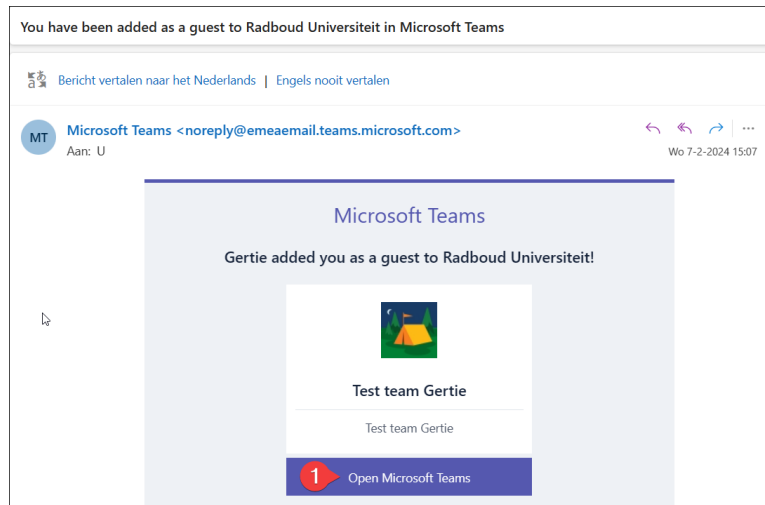 You have been added as a guest to Radboud Universiteit in Microsoft Teams
Bericht vertalen naar het Nederlands | Engels nooit vertalen
MT
Microsoft Teams <noreply@emeaemail.teams.microsoft.com>
Aan: U
Wo 7-2-2024 15:07
Microsoft Teams
Gertie added you as a guest to Radboud Universiteit!
Test team Gertie
Test team Gertie
1 Open Microsoft Teams